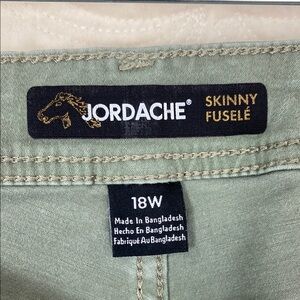 JORDACHE® SKINNY
FUSELÉ
18W
Made in Bangladesh
Hecho En Bangladesh
Fabriqué Au Bangladesh